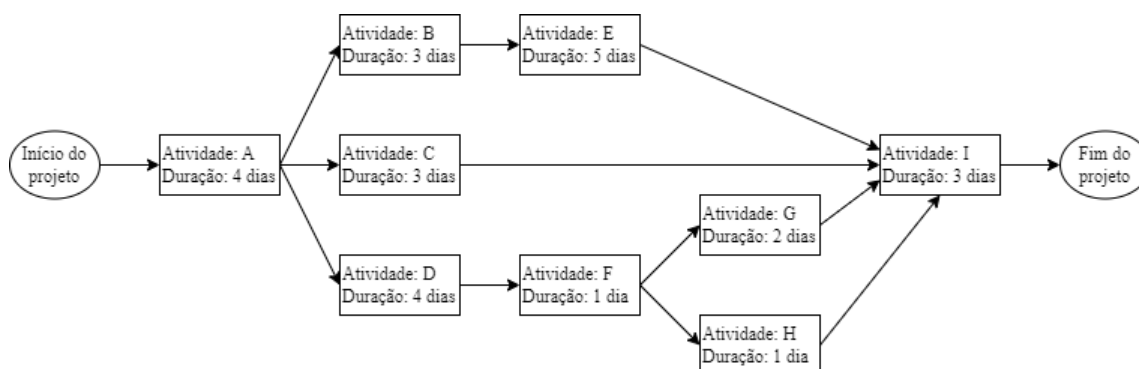 Atividade: B
Duração: 3 dias
Atividade: E
Duração: 5 dias
Início do
projeto
Atividade: A
Duração: 4 dias
Atividade: C
Duração: 3 dias
Atividade: I
Duração: 3 dias
Fim do
projeto
Atividade: G
Duração: 2 dias
Atividade: D
Duração: 4 dias
Atividade: F
Duração: 1 dia
Atividade: H
Duração: 1 dia